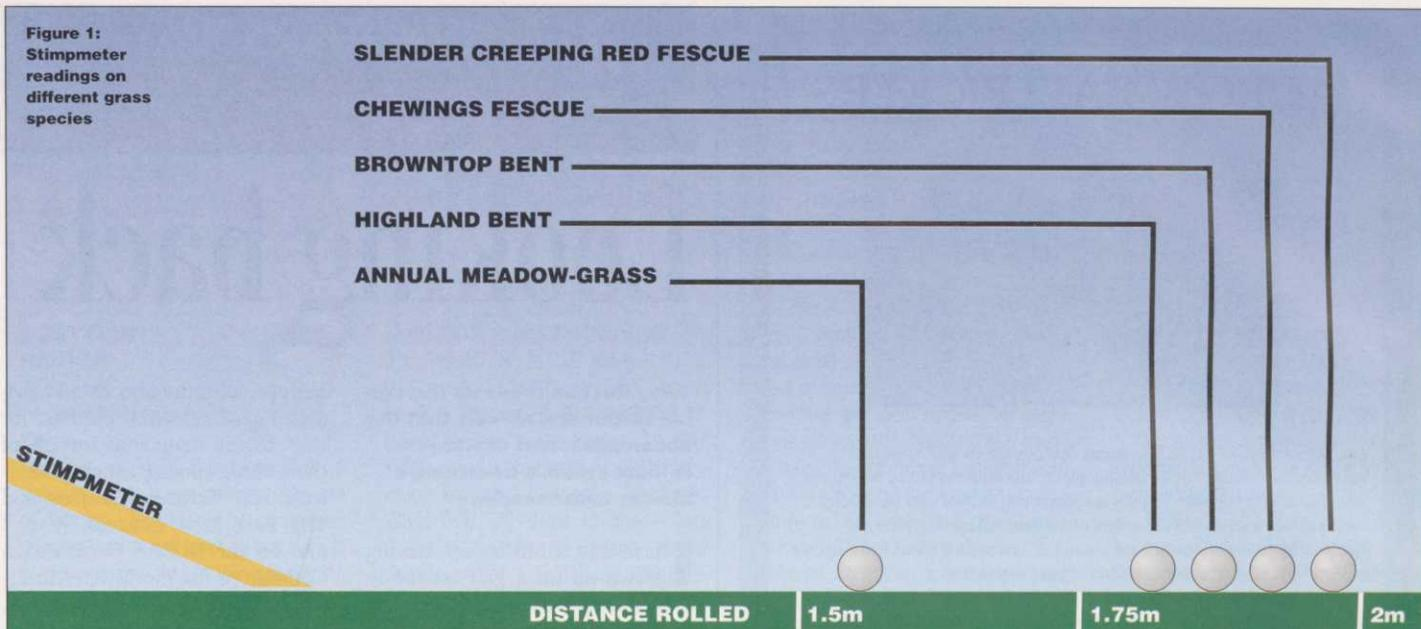 Figure 1:
Stimpmeter
readings on
different grass
species
SLENDER CREEPING RED FESCUE
CHEWINGS FESCUE
BROWNTOP BENT
HIGHLAND BENT
ANNUAL MEADOW-GRASS
STIMPMETER
DISTANCE ROLLED 1.5m 1.75m 2m